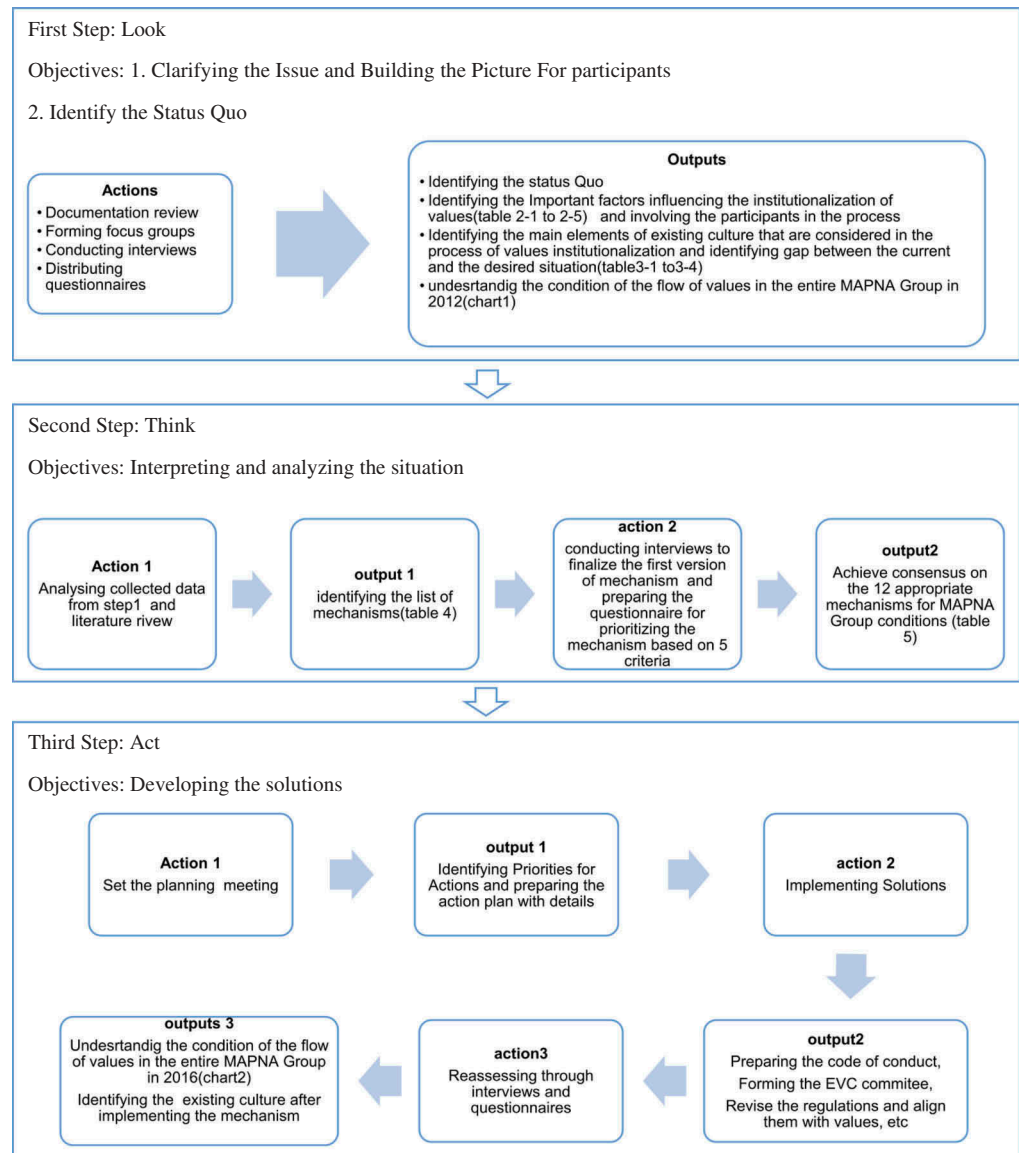 First Step: Look
Objectives: 1. Clarifying the Issue and Building the Picture For participants
2. Identify the Status Quo
Actions
• Documentation review
• Forming focus groups
• Conducting interviews
• Distributing
questionnaires
Outputs
• Identifying the status Quo
• Identifying the Important factors influencing the institutionalization of
values(table 2-1 to 2-5) and involving the participants in the process
• Identifying the main elements of existing culture that are considered in the
process of values institutionalization and identifying gap between the current
and the desired situation(table3-1 to3-4)
• undesrtandig the condition of the flow of values in the entire MAPNA Group in
2012(chart1)
Second Step: Think
Objectives: Interpreting and analyzing the situation
Action 1
Analysing collected data
from step1 and
literature rivew
output 1
identifying the list of
mechanisms(table 4)
action 2
conducting interviews to
finalize the first version
of mechanism and
preparing the
questionnaire for
prioritizing the
mechanism based on 5
criteria
output2
Achieve consensus on
the 12 appropriate
mechanisms for MAPNA
Group conditions (table
5)
Third Step: Act
Objectives: Developing the solutions
Action 1
Set the planning meeting
output 1
Identifying Priorities for
Actions and preparing the
action plan with details
action 2
Implementing Solutions
output2
Preparing the code of conduct,
Forming the EVC commitee,
Revise the regulations and align
them with values, etc
action3
Reassessing through
interviews and
questionnaires
outputs 3
Undesrtandig the condition of the flow
of values in the entire MAPNA Group
in 2016(chart2)
Identifying the existing culture after
implementing the mechanism